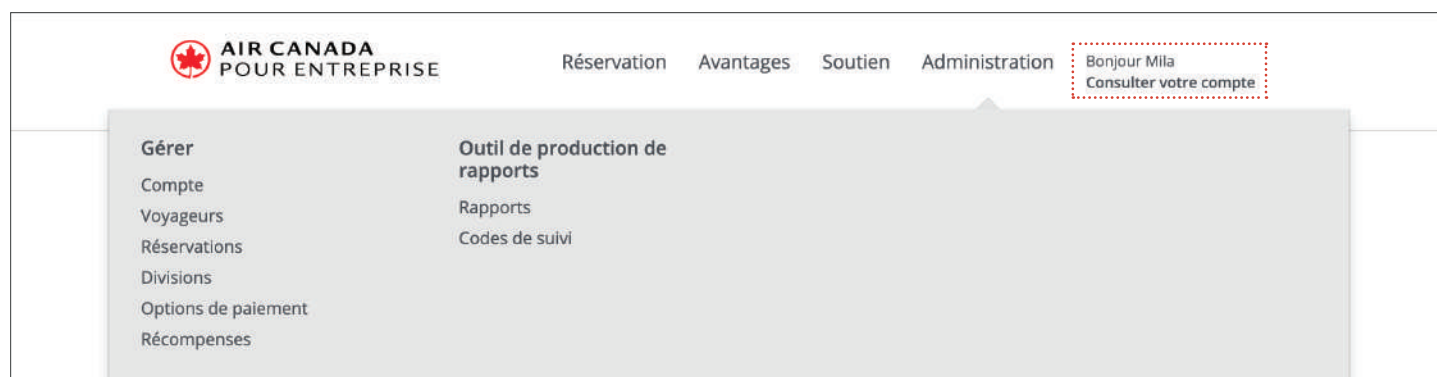 AIR CANADA
POUR ENTREPRISE
Réservation Avantages Soutien Administration
Bonjour Mila
Consulter votre compte
Gérer
Compte
Voyageurs
Réservations
Divisions
Options de paiement
Récompenses
Outil de production de
rapports
Rapports
Codes de suivi